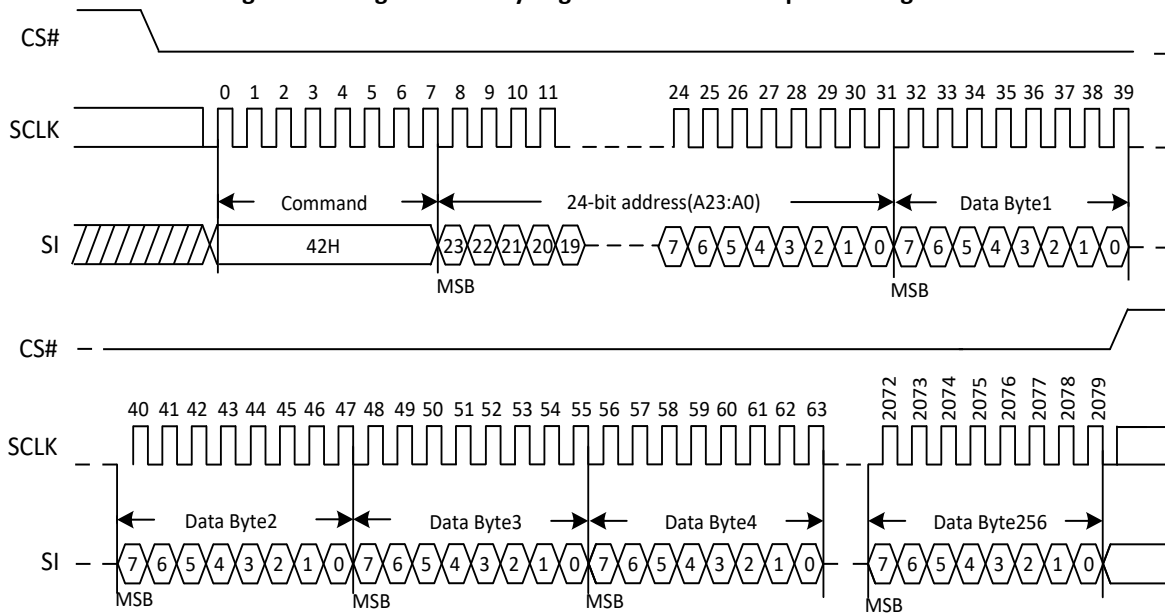 CS#
0 1 2 3 4 5 6 7 8 9 10 11 24 25 26 27 28 29 30 31 32 33 34 35 36 37 38 39
SCLK
Command 24-bit address(A23:A0) Data Byte1
SI 42H 23 22 21 20 19 7 6 5 4 3 2 1 0 7 6 5 4 3 2 1 0
MSB MSB
CS#
40 41 42 43 44 45 46 47 48 49 50 51 52 53 54 55 56 57 58 59 60 61 62 63 2072 2073 2074 2075 2076 2077 2078 2079
SCLK
Data Byte2 Data Byte3 Data Byte4 Data Byte256
SI 7 6 5 4 3 2 1 0 7 6 5 4 3 2 1 0 7 6 5 4 3 2 1 0 7 6 5 4 3 2 1 0
MSB MSB MSB MSB